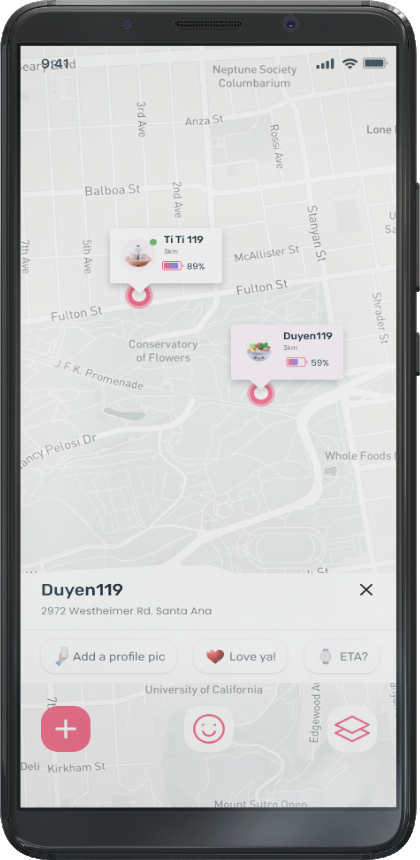 9:41
Neptune Society
Columbarium
3rd Ave
Anza St
Rossi Ave
Lone
Balboa St
2nd Ave
Stanyan St
7th Ave
5th Ave
Ti Ti 119
3km
89%
McAllister St
Fulton St
Fulton St
Shrader St
Duyen119
3km
59%
Conservatory
of Flowers
J.F.K. Promenade
ancy Pelosi Dr
Whole Foods
Duyen119
2972 Westheimer Rd. Santa Ana
Add a profile pic
Love ya!
ETA?
University of California
Edgewood Av
Deli
Kirkham St
Mount Sutro Open